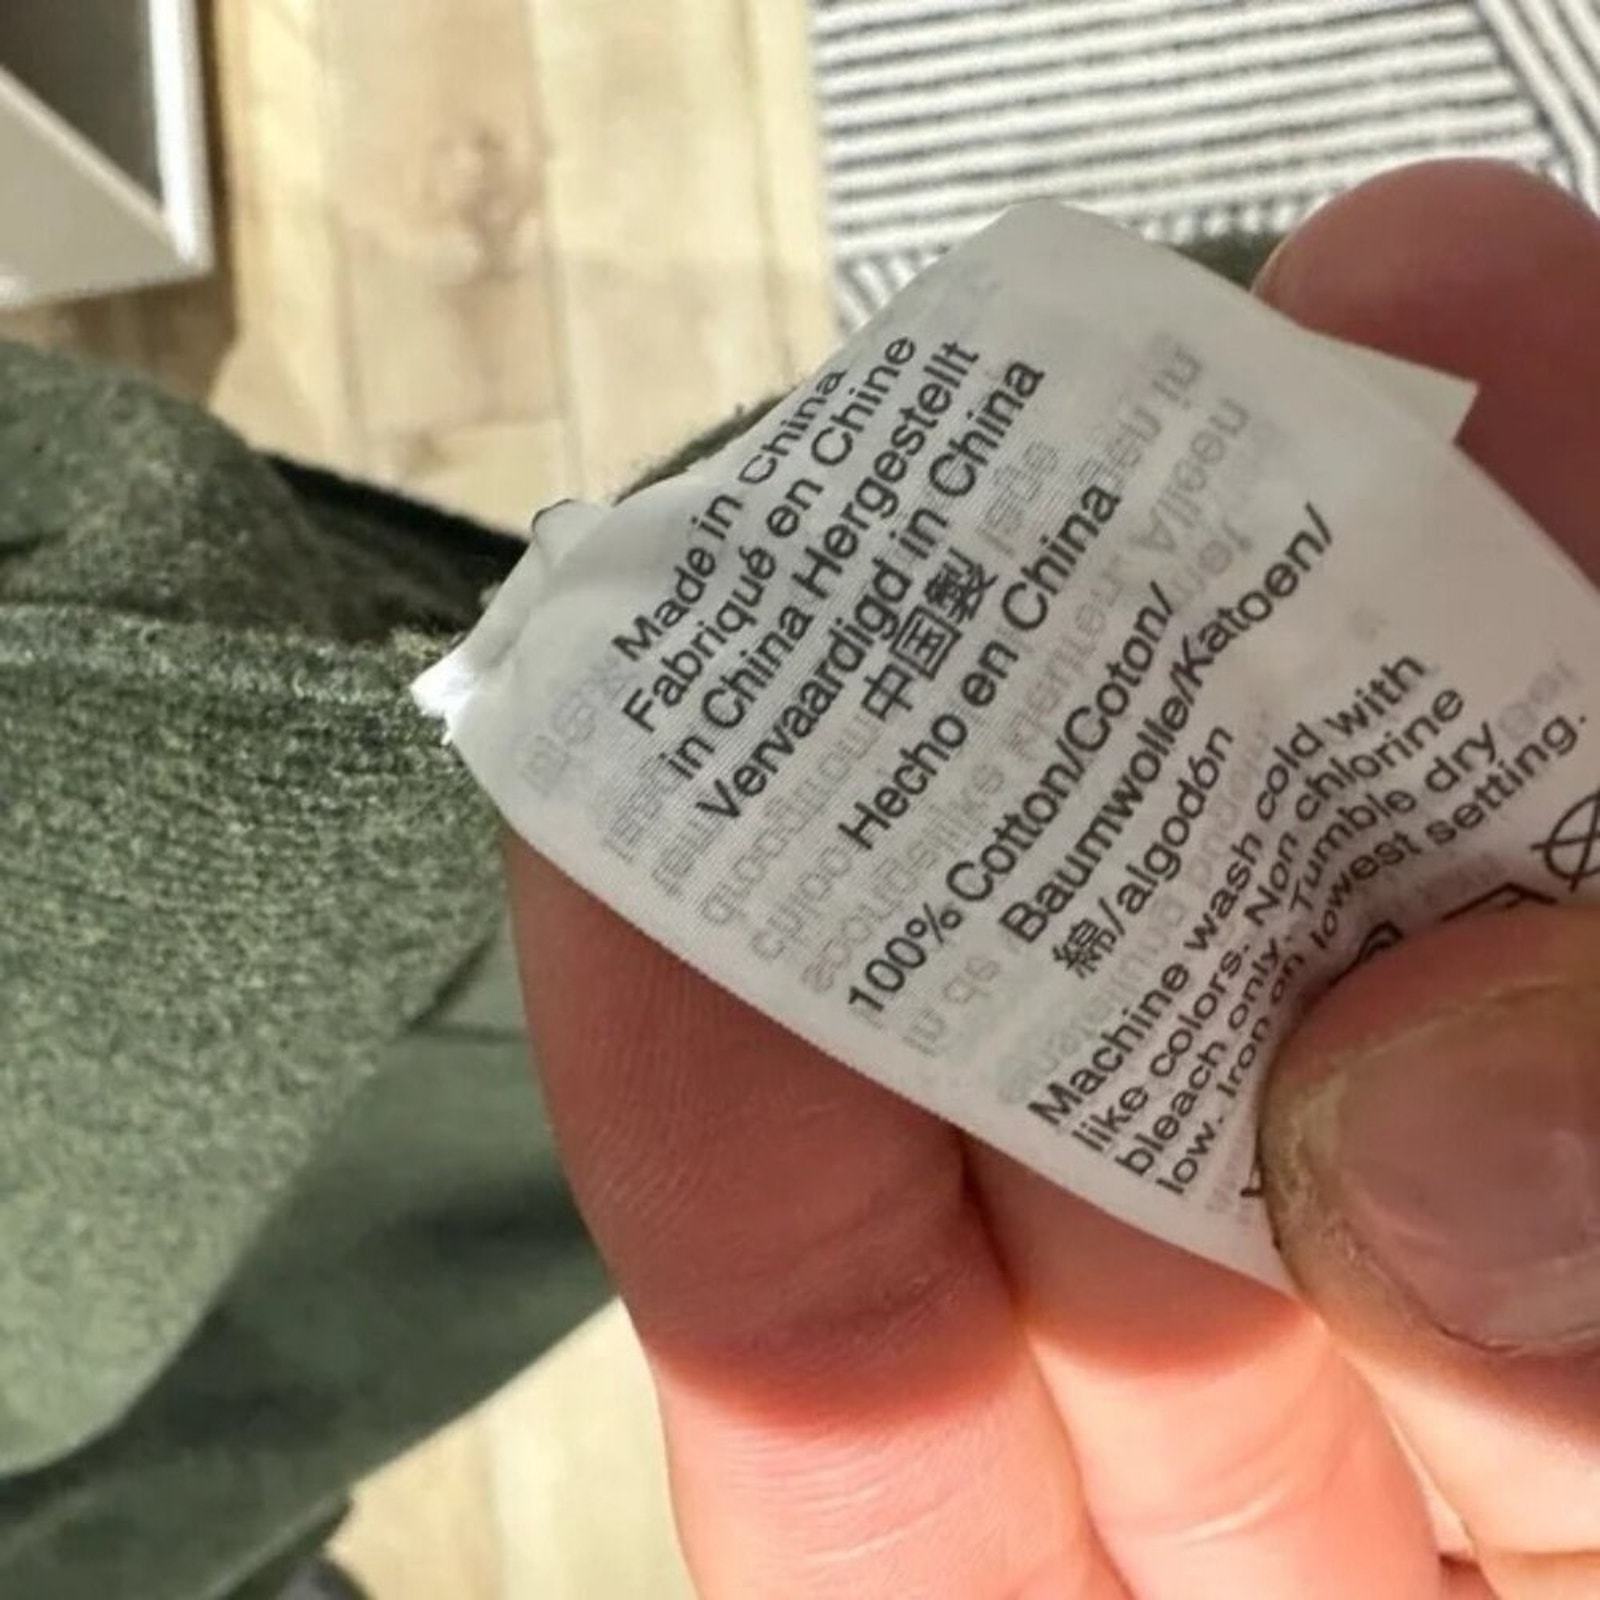 Made in China
Fabriqué en Chine
in China Hergestellt
Vervaardigd in China
中国製
Hecho en China
100% Cotton/Coton/
Baumwolle/Katoen/
綿/algodón
Machine wash cold with
like colors. Non chlorine
bleach only. Tumble dry
low. Iron on lowest setting.